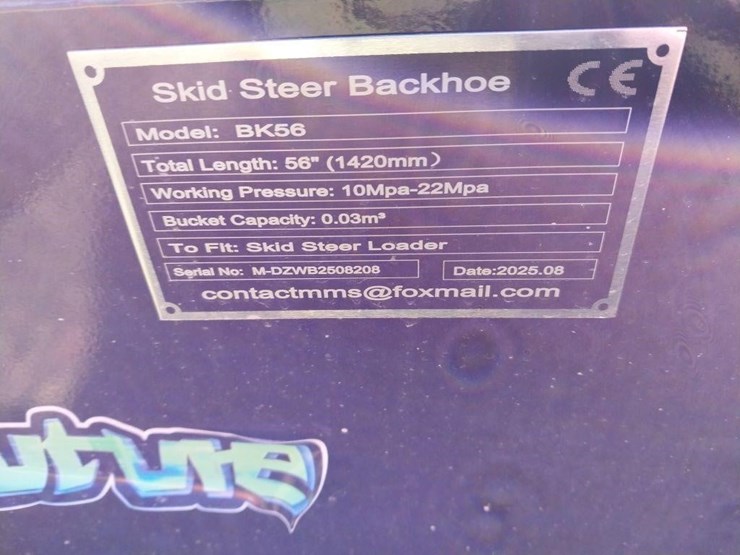 Skid Steer Backhoe CE
Model: BK56
Total Length: 56" (1420mm)
Working Pressure: 10Mpa-22Mpa
Bucket Capacity: 0.03m³
To Fit: Skid Steer Loader
Serial No: M-DZWB2508208 Date:2025.08
contactmms@foxmail.com
uture